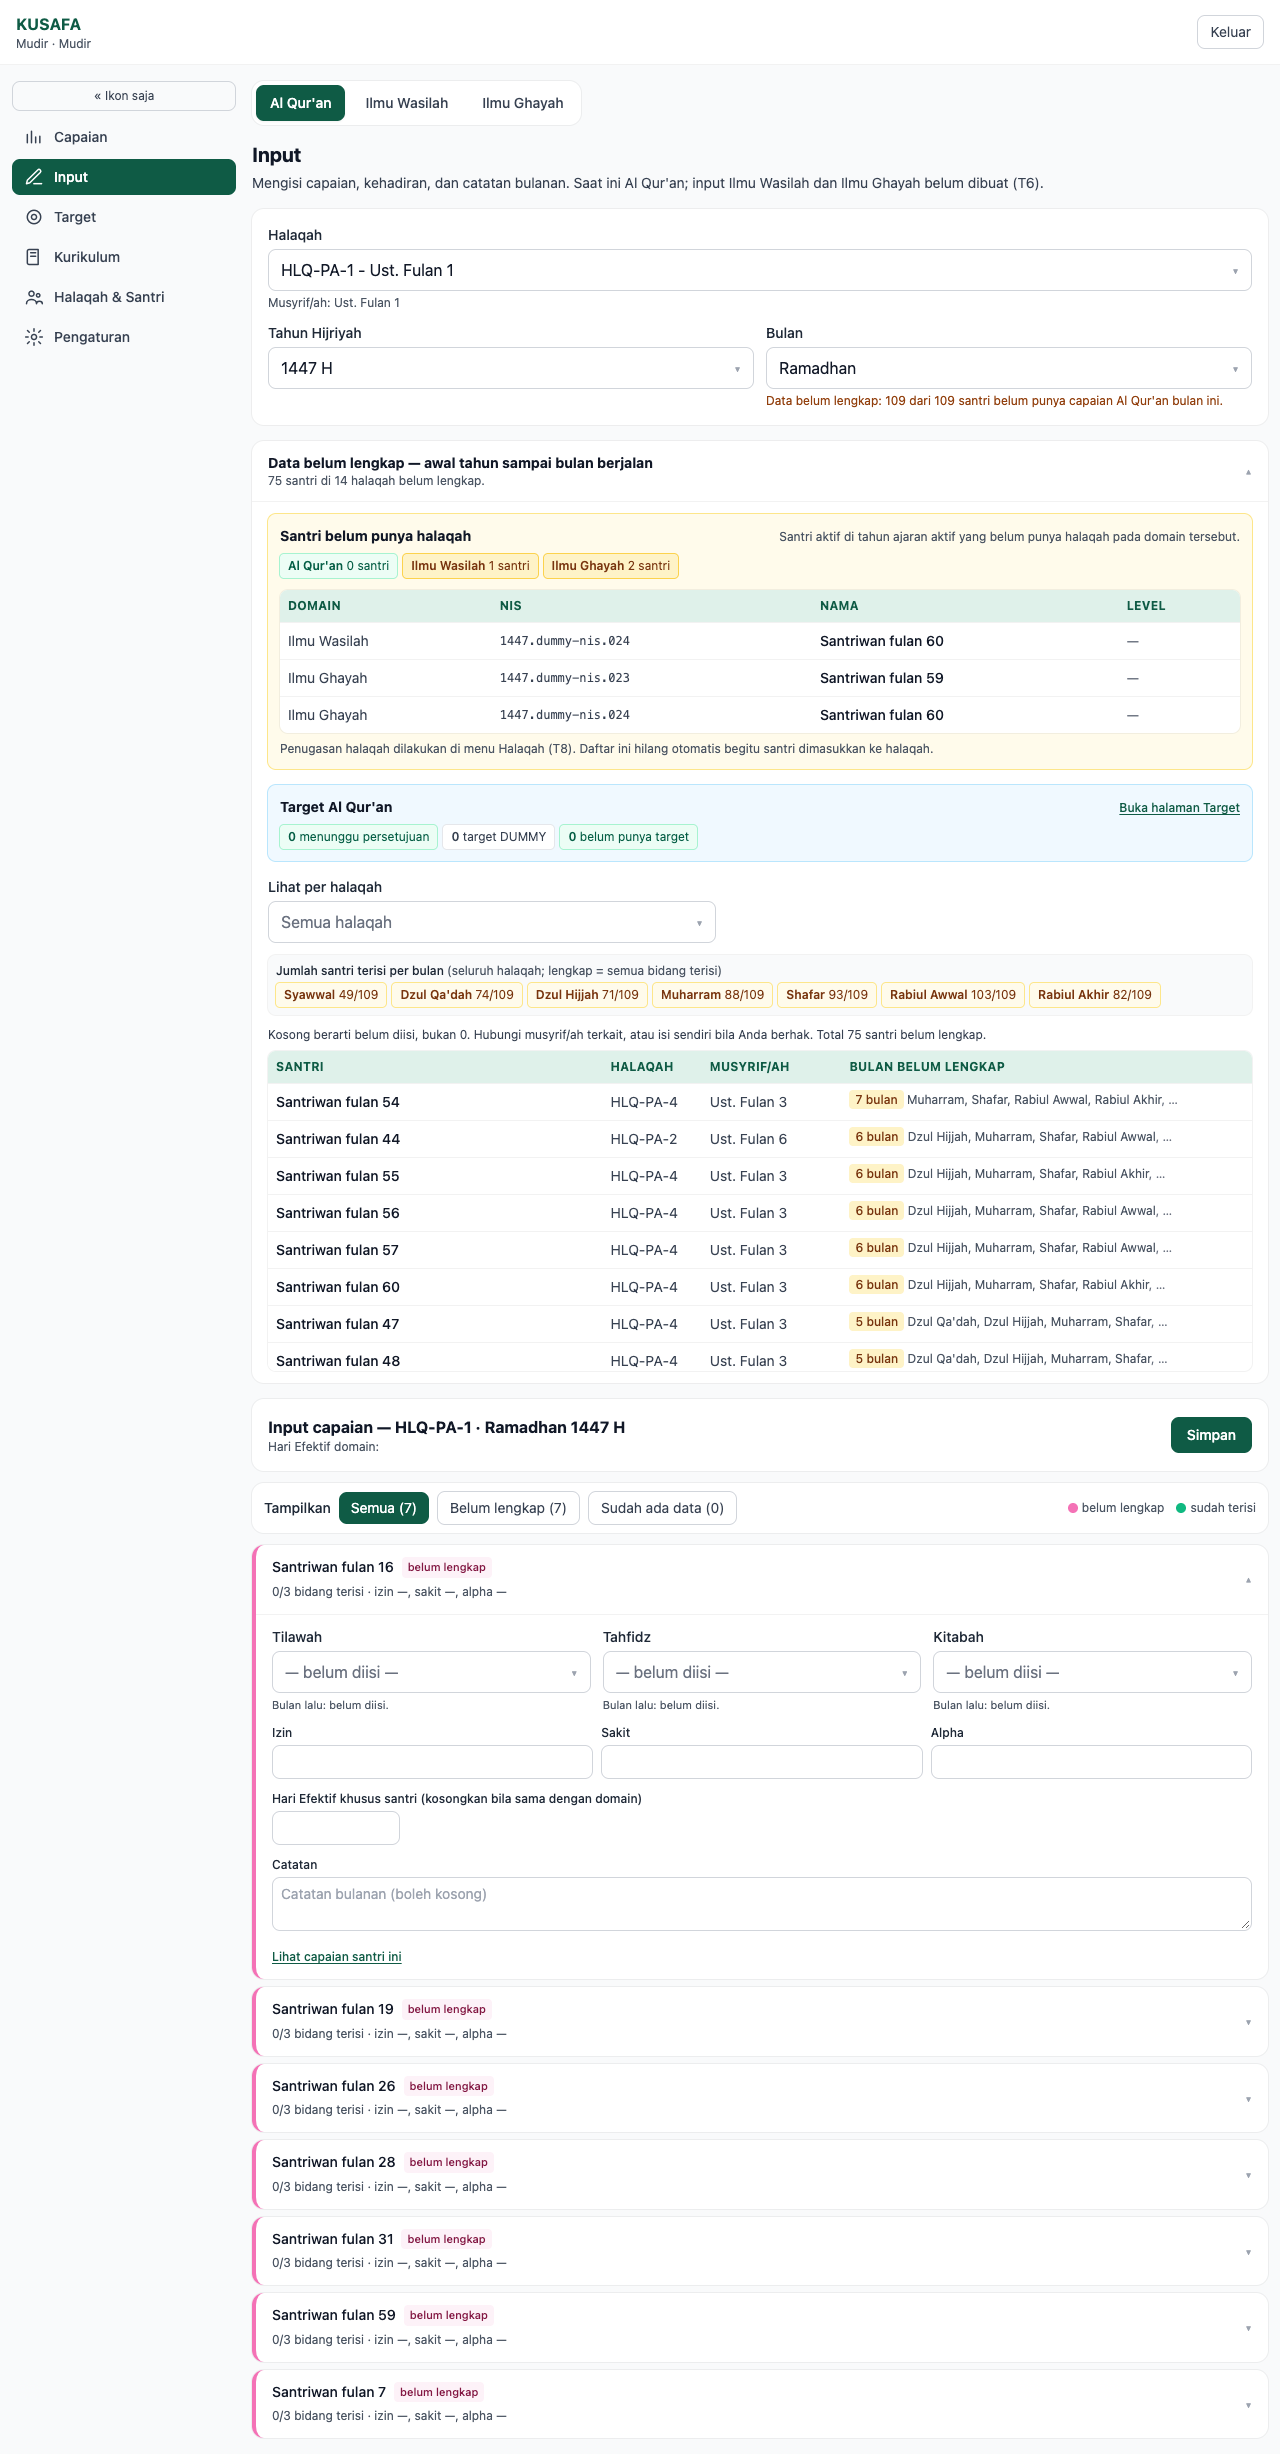 KUSAFA
Mudir · Mudir
Keluar
« Ikon saja
Capaian
Input
Target
Kurikulum
Halaqah & Santri
Pengaturan
Al Qur'an
Ilmu Wasilah
Ilmu Ghayah
Input
Mengisi capaian, kehadiran, dan catatan bulanan. Saat ini Al Qur'an; input Ilmu Wasilah dan Ilmu Ghayah belum dibuat (T6).
Halaqah
HLQ-PA-1 - Ust. Fulan 1
Musyrif/ah: Ust. Fulan 1
Tahun Hijriyah
1447 H
Bulan
Ramadhan
Data belum lengkap: 109 dari 109 santri belum punya capaian Al Qur'an bulan ini.
Data belum lengkap — awal tahun sampai bulan berjalan
75 santri di 14 halaqah belum lengkap.
Santri belum punya halaqah
Santri aktif di tahun ajaran aktif yang belum punya halaqah pada domain tersebut.
Al Qur'an 0 santri
Ilmu Wasilah 1 santri
Ilmu Ghayah 2 santri
DOMAIN NIS NAMA LEVEL
Ilmu Wasilah 1447.dummy-nis.024 Santriwan fulan 60 —
Ilmu Ghayah 1447.dummy-nis.023 Santriwan fulan 59 —
Ilmu Ghayah 1447.dummy-nis.024 Santriwan fulan 60 —
Penugasan halaqah dilakukan di menu Halaqah (T8). Daftar ini hilang otomatis begitu santri dimasukkan ke halaqah.
Target Al Qur'an
Buka halaman Target
0 menunggu persetujuan
0 target DUMMY
0 belum punya target
Lihat per halaqah
Semua halaqah
Jumlah santri terisi per bulan (seluruh halaqah; lengkap = semua bidang terisi)
Syawwal 49/109
Dzul Qa'dah 74/109
Dzul Hijjah 71/109
Muharram 88/109
Shafar 93/109
Rabiul Awwal 103/109
Rabiul Akhir 82/109
Kosong berarti belum diisi, bukan 0. Hubungi musyrif/ah terkait, atau isi sendiri bila Anda berhak. Total 75 santri belum lengkap.
SANTRI HALAQAH MUSYRIF/AH BULAN BELUM LENGKAP
Santriwan fulan 54 HLQ-PA-4 Ust. Fulan 3 7 bulan Muharram, Shafar, Rabiul Awwal, Rabiul Akhir, ...
Santriwan fulan 44 HLQ-PA-2 Ust. Fulan 6 6 bulan Dzul Hijjah, Muharram, Shafar, Rabiul Awwal, ...
Santriwan fulan 55 HLQ-PA-4 Ust. Fulan 3 6 bulan Dzul Hijjah, Muharram, Shafar, Rabiul Akhir, ...
Santriwan fulan 56 HLQ-PA-4 Ust. Fulan 3 6 bulan Dzul Hijjah, Muharram, Shafar, Rabiul Awwal, ...
Santriwan fulan 57 HLQ-PA-4 Ust. Fulan 3 6 bulan Dzul Hijjah, Muharram, Shafar, Rabiul Awwal, ...
Santriwan fulan 60 HLQ-PA-4 Ust. Fulan 3 6 bulan Dzul Hijjah, Muharram, Shafar, Rabiul Akhir, ...
Santriwan fulan 47 HLQ-PA-4 Ust. Fulan 3 5 bulan Dzul Qa'dah, Dzul Hijjah, Muharram, Shafar, ...
Santriwan fulan 48 HLQ-PA-4 Ust. Fulan 3 5 bulan Dzul Qa'dah, Dzul Hijjah, Muharram, Shafar, ...
Input capaian — HLQ-PA-1 · Ramadhan 1447 H
Hari Efektif domain:
Simpan
Tampilkan
Semua (7)
Belum lengkap (7)
Sudah ada data (0)
belum lengkap
sudah terisi
Santriwan fulan 16 belum lengkap
0/3 bidang terisi · izin —, sakit —, alpha —
Tilawah Tahfidz Kitabah
— belum diisi — — belum diisi — — belum diisi —
Bulan lalu: belum diisi. Bulan lalu: belum diisi. Bulan lalu: belum diisi.
Izin Sakit Alpha
Hari Efektif khusus santri (kosongkan bila sama dengan domain)
Catatan
Catatan bulanan (boleh kosong)
Lihat capaian santri ini
Santriwan fulan 19 belum lengkap
0/3 bidang terisi · izin —, sakit —, alpha —
Santriwan fulan 26 belum lengkap
0/3 bidang terisi · izin —, sakit —, alpha —
Santriwan fulan 28 belum lengkap
0/3 bidang terisi · izin —, sakit —, alpha —
Santriwan fulan 31 belum lengkap
0/3 bidang terisi · izin —, sakit —, alpha —
Santriwan fulan 59 belum lengkap
0/3 bidang terisi · izin —, sakit —, alpha —
Santriwan fulan 7 belum lengkap
0/3 bidang terisi · izin —, sakit —, alpha —